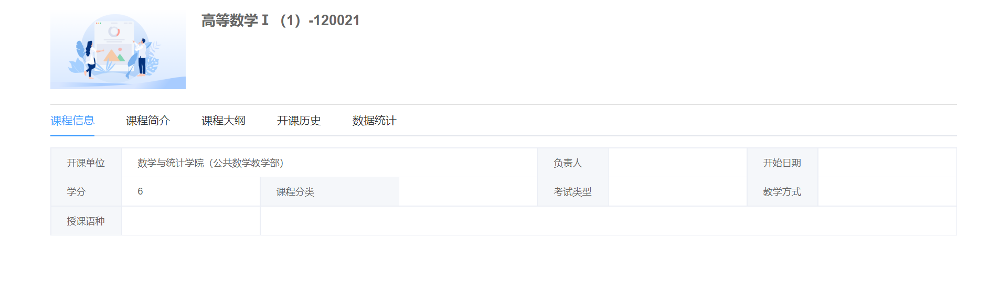 高等数学Ⅰ（1）-120021
课程信息 课程简介 课程大纲 开课历史 数据统计
开课单位 数学与统计学院（公共数学教学部） 负责人 开始日期
学分 6 课程分类 考试类型 教学方式
授课语种